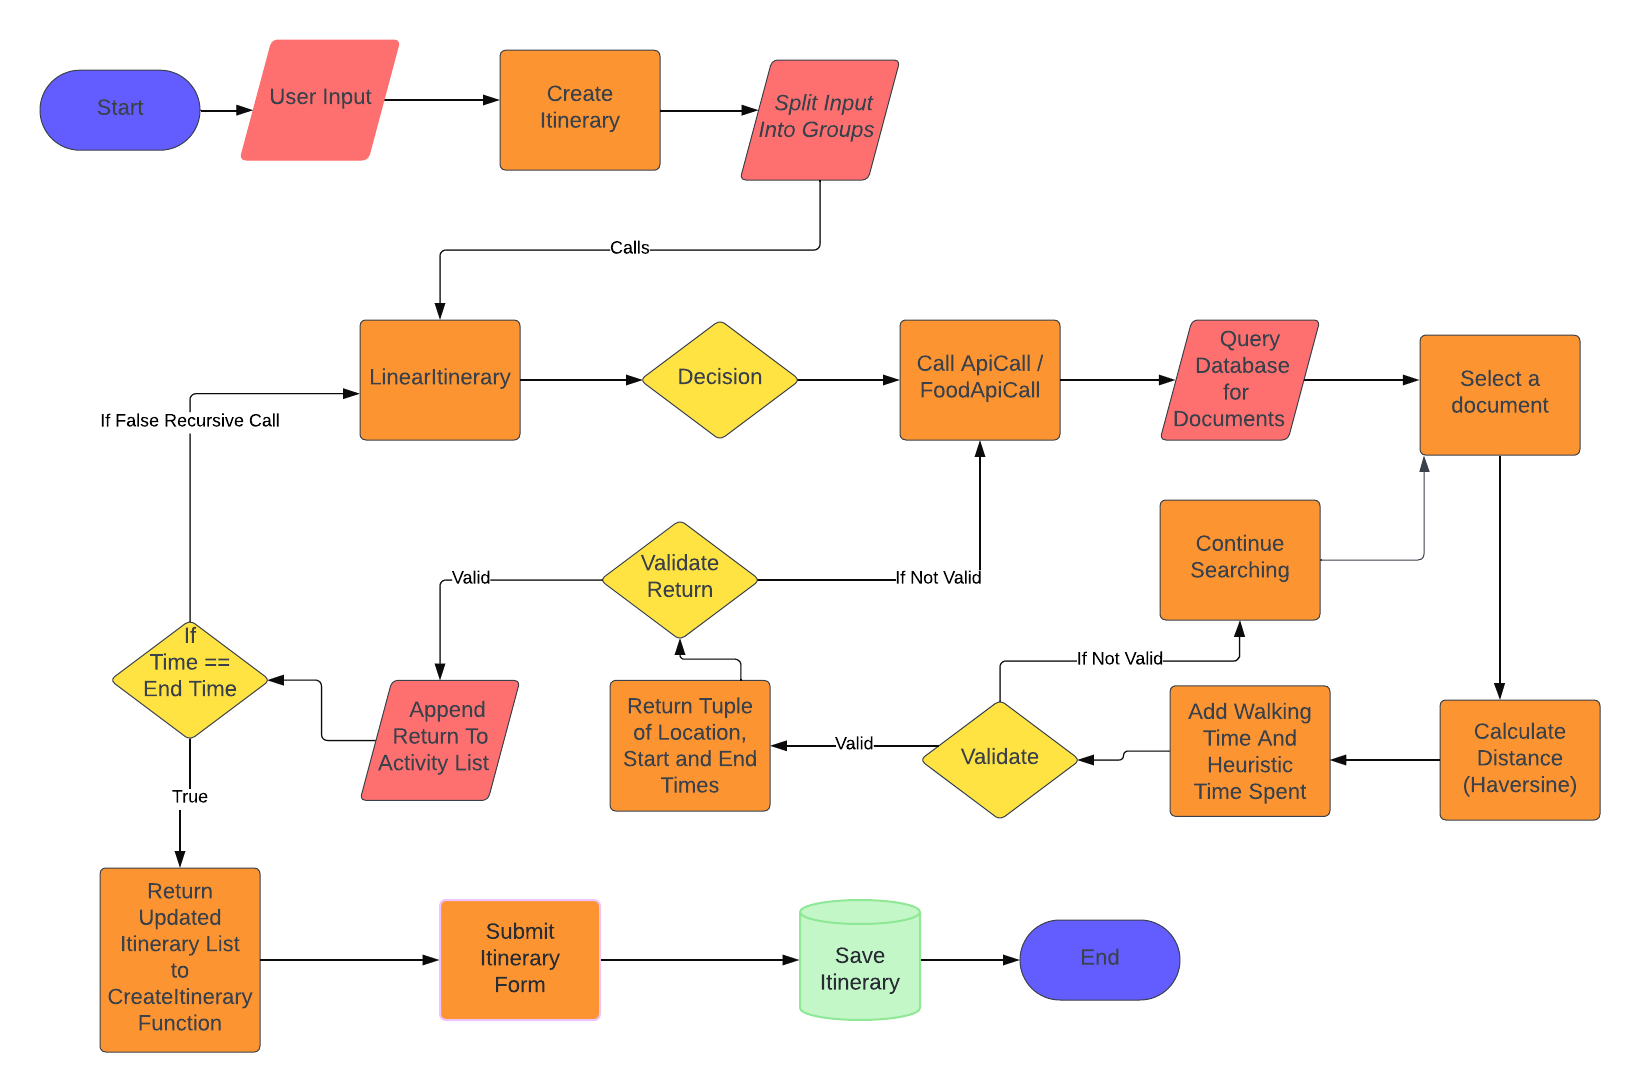 Start
User Input
Create
Itinerary
Split Input
Into Groups
Calls
LinearItinerary
Decision
Call ApiCall /
FoodApiCall
Query
Database
for
Documents
Select a
document
If False Recursive Call
Continue
Searching
Validate
Return
Valid
If Not Valid
If
Time ==
End Time
Append
Return To
Activity List
Return Tuple
of Location,
Start and End
Times
Valid
Validate
If Not Valid
Add Walking
Time And
Heuristic
Time Spent
Calculate
Distance
(Haversine)
True
Return
Updated
Itinerary List
to
CreateItinerary
Function
Submit
Itinerary
Form
Save
Itinerary
End